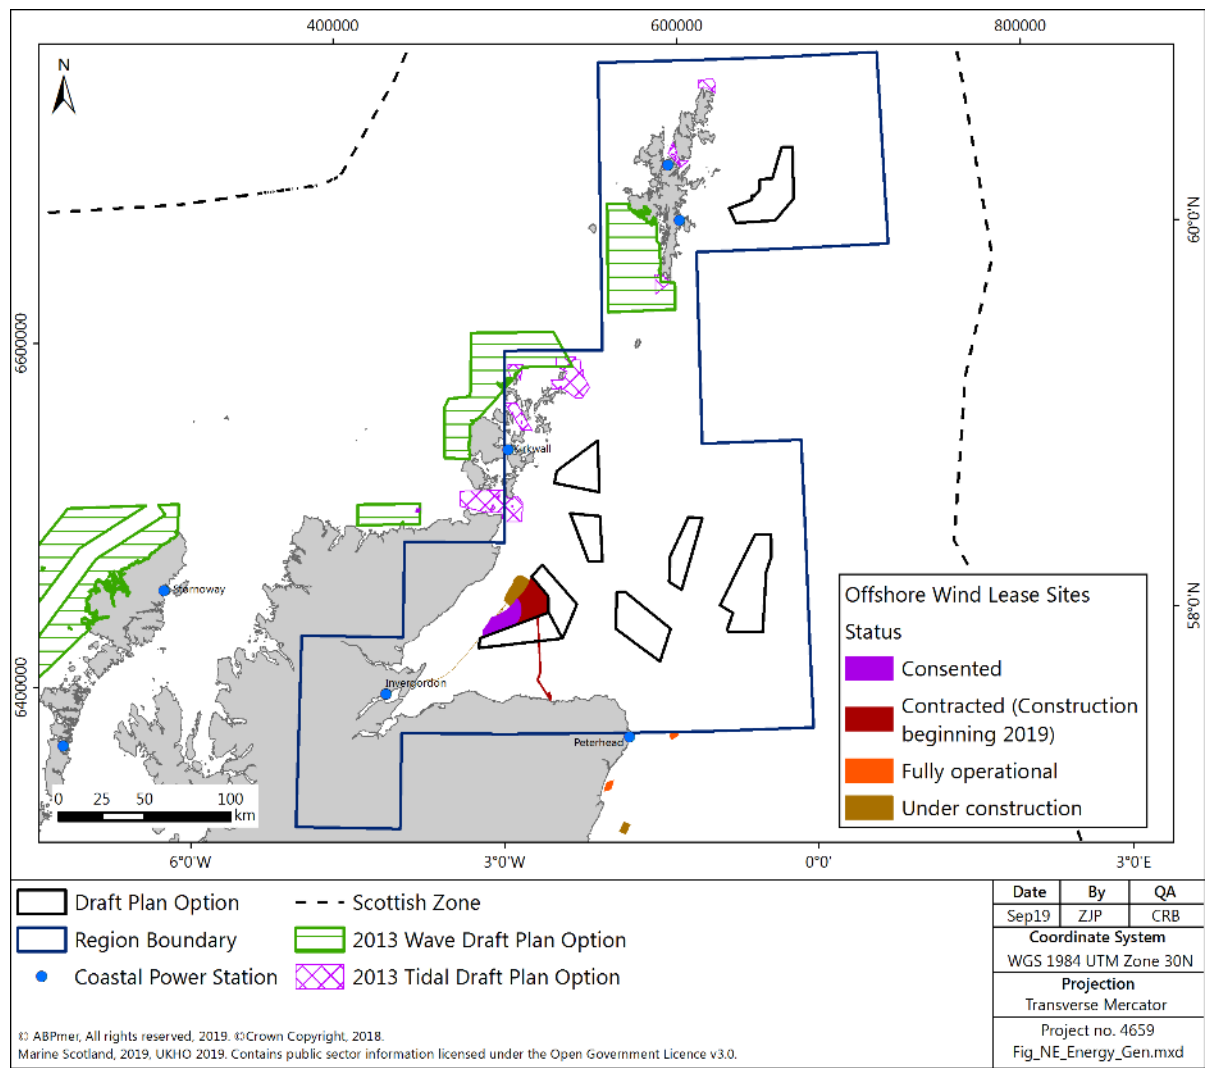 400000
600000
800000
N
60°0'N
6600000
Kirkwall
Stornoway
58°0'N
Offshore Wind Lease Sites
Status
Consented
Contracted (Construction
beginning 2019)
Fully operational
Under construction
6400000
Invergordon
Peterhead
0 25 50 100
km
6°0'W
3°0'W
0°0'
3°0'E
Draft Plan Option
Region Boundary
Coastal Power Station
Scottish Zone
2013 Wave Draft Plan Option
2013 Tidal Draft Plan Option
Date By QA
Sep19 ZJP CRB
Coordinate System
WGS 1984 UTM Zone 30N
Projection
Transverse Mercator
Project no. 4659
Fig_NE_Energy_Gen.mxd
© ABPmer, All rights reserved, 2019. ©Crown Copyright, 2018.
Marine Scotland, 2019, UKHO 2019. Contains public sector information licensed under the Open Government Licence v3.0.